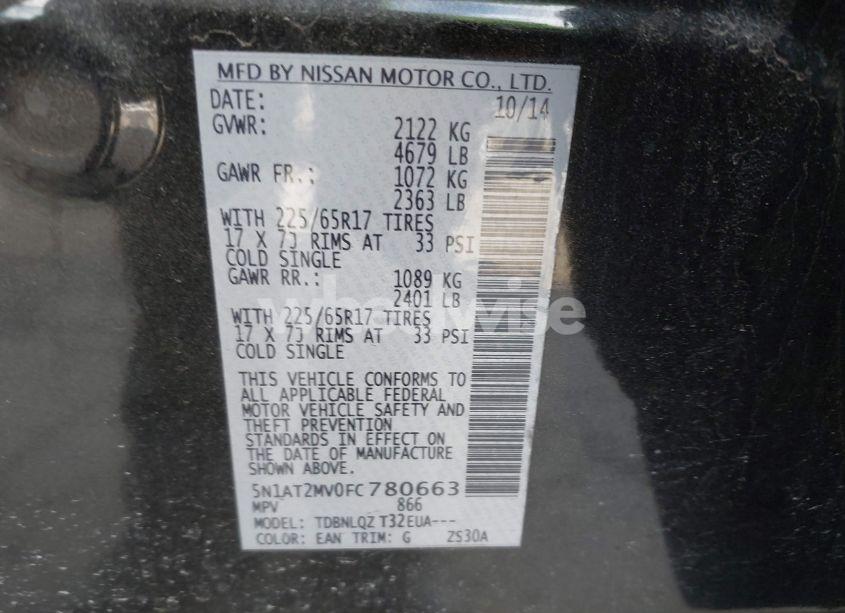 MFD BY NISSAN MOTOR CO., LTD.
DATE: 10/14
GVWR: 2122 KG
4679 LB
GAWR FR.: 1072 KG
2363 LB
WITH 225/65R17 TIRES
17 X 7J RIMS AT 33 PSI
COLD SINGLE
GAWR RR.: 1089 KG
2401 LB
WITH 225/65R17 TIRES
17 X 7J RIMS AT 33 PSI
COLD SINGLE
THIS VEHICLE CONFORMS TO
ALL APPLICABLE FEDERAL
MOTOR VEHICLE SAFETY AND
THEFT PREVENTION
STANDARDS IN EFFECT ON
THE DATE OF MANUFACTURE
SHOWN ABOVE.
5N1AT2MV0FC780663
MPV 866
MODEL: TDBNLQZ T32EUA---
COLOR: EAN TRIM: G ZS30A